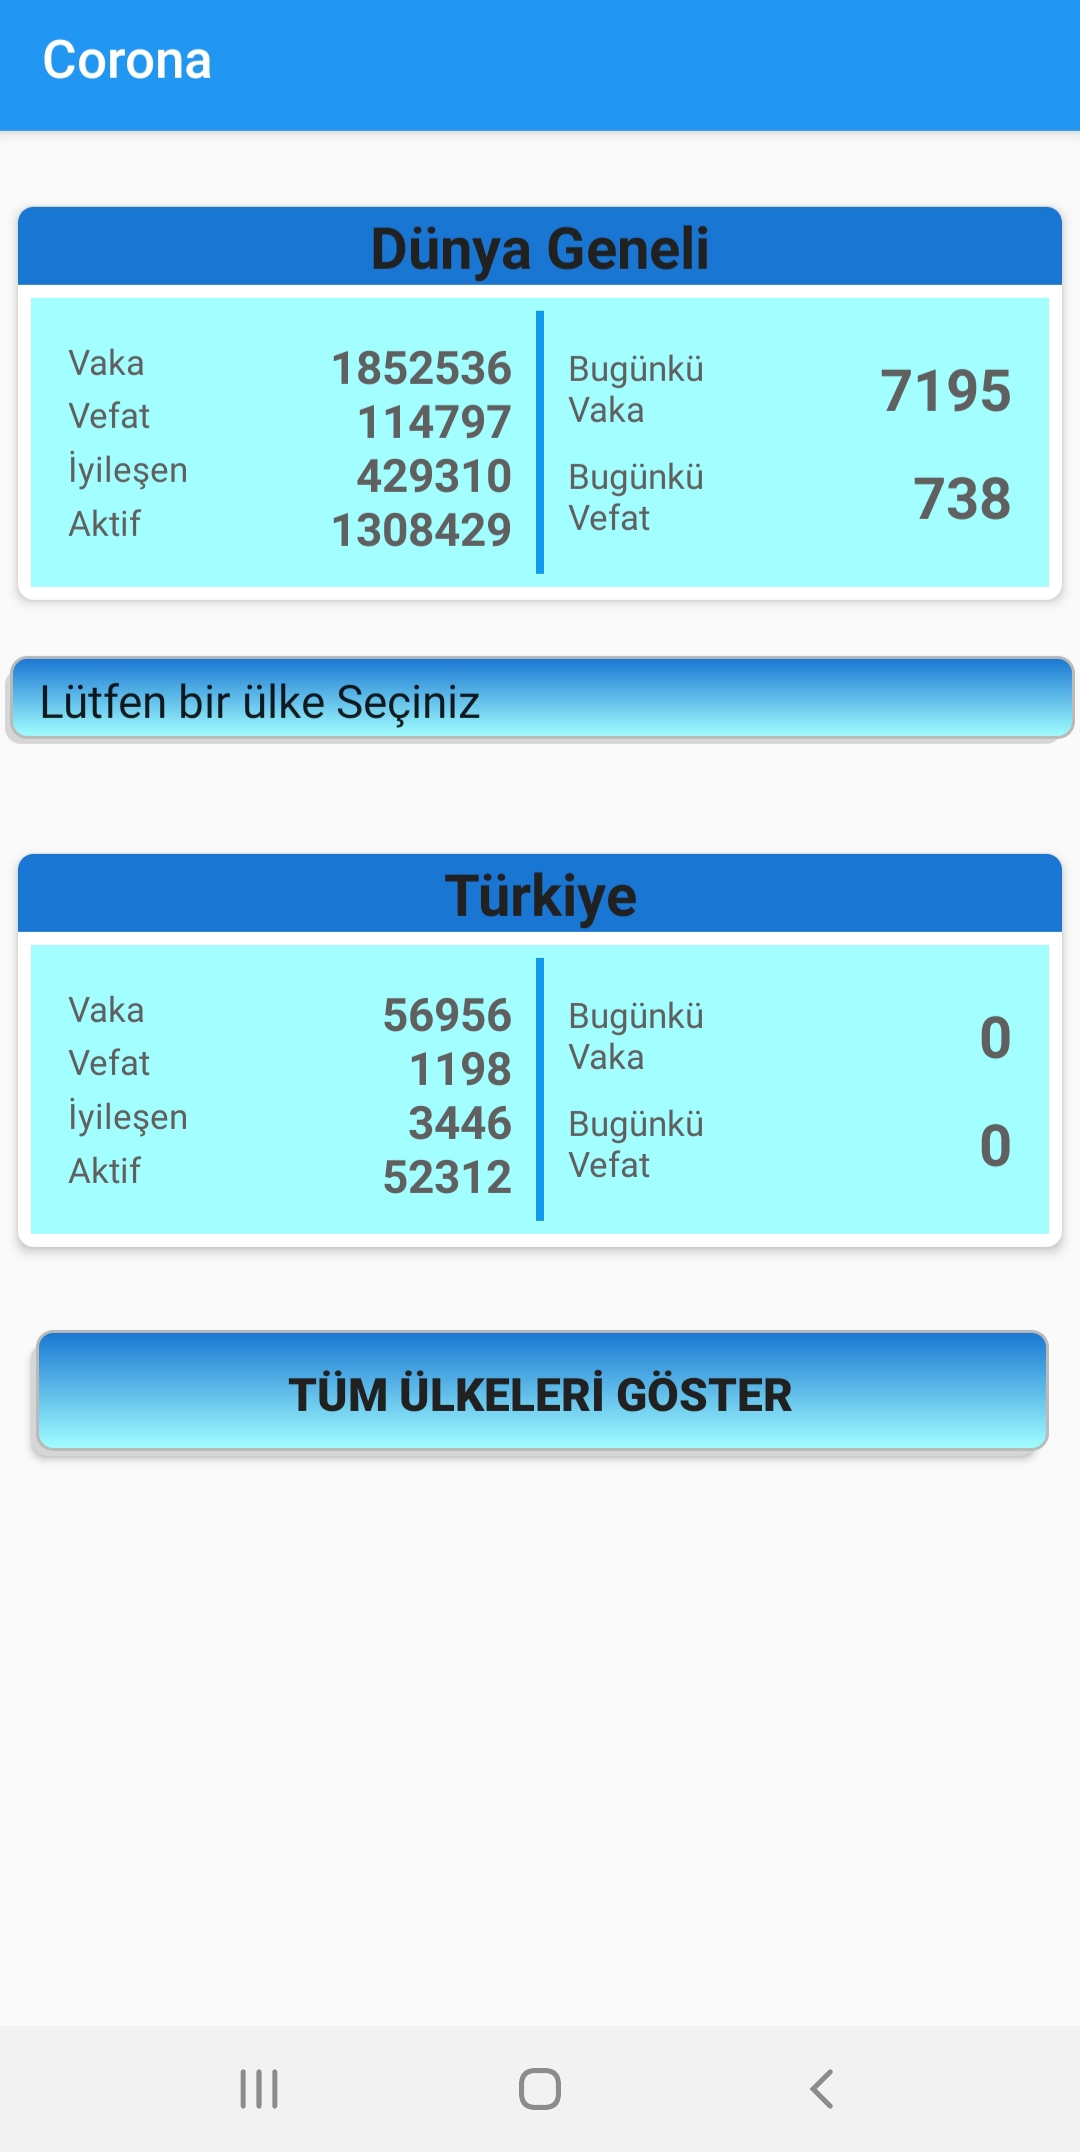 Corona
Dünya Geneli
Vaka 1852536
Vefat 114797
İyileşen 429310
Aktif 1308429
Bugünkü
Vaka
7195
Bugünkü
Vefat
738
Lütfen bir ülke Seçiniz
Türkiye
Vaka 56956
Vefat 1198
İyileşen 3446
Aktif 52312
Bugünkü
Vaka
0
Bugünkü
Vefat
0
TÜM ÜLKELERİ GÖSTER